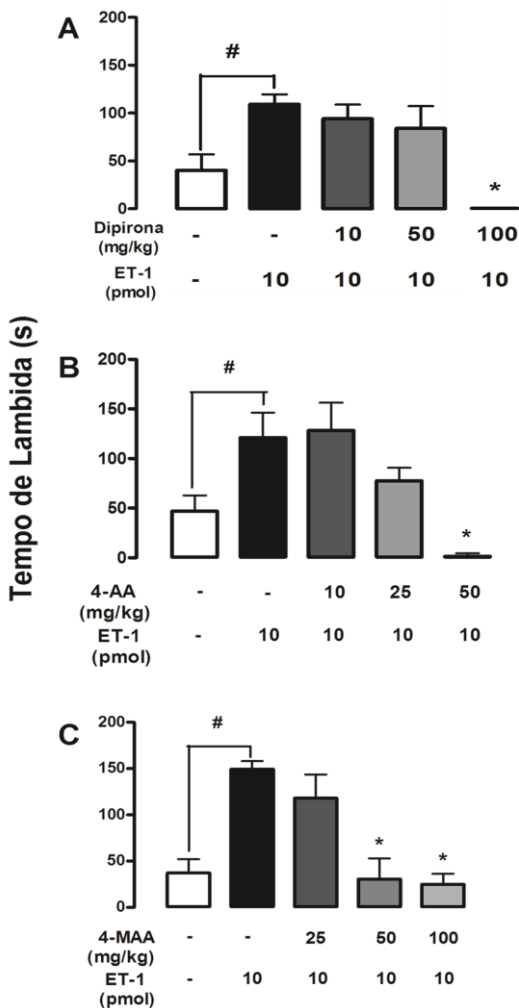 Tempo de Lambida (s)
A
200
150
100
50
0
#
*
Dipirona - - 10 50 100
(mg/kg)
ET-1 - 10 10 10 10
(pmol)
B
200
150
100
50
0
#
*
4-AA - - 10 25 50
(mg/kg)
ET-1 - 10 10 10 10
(pmol)
C
200
150
100
50
0
#
* *
4-MAA - - 25 50 100
(mg/kg)
ET-1 - 10 10 10 10
(pmol)